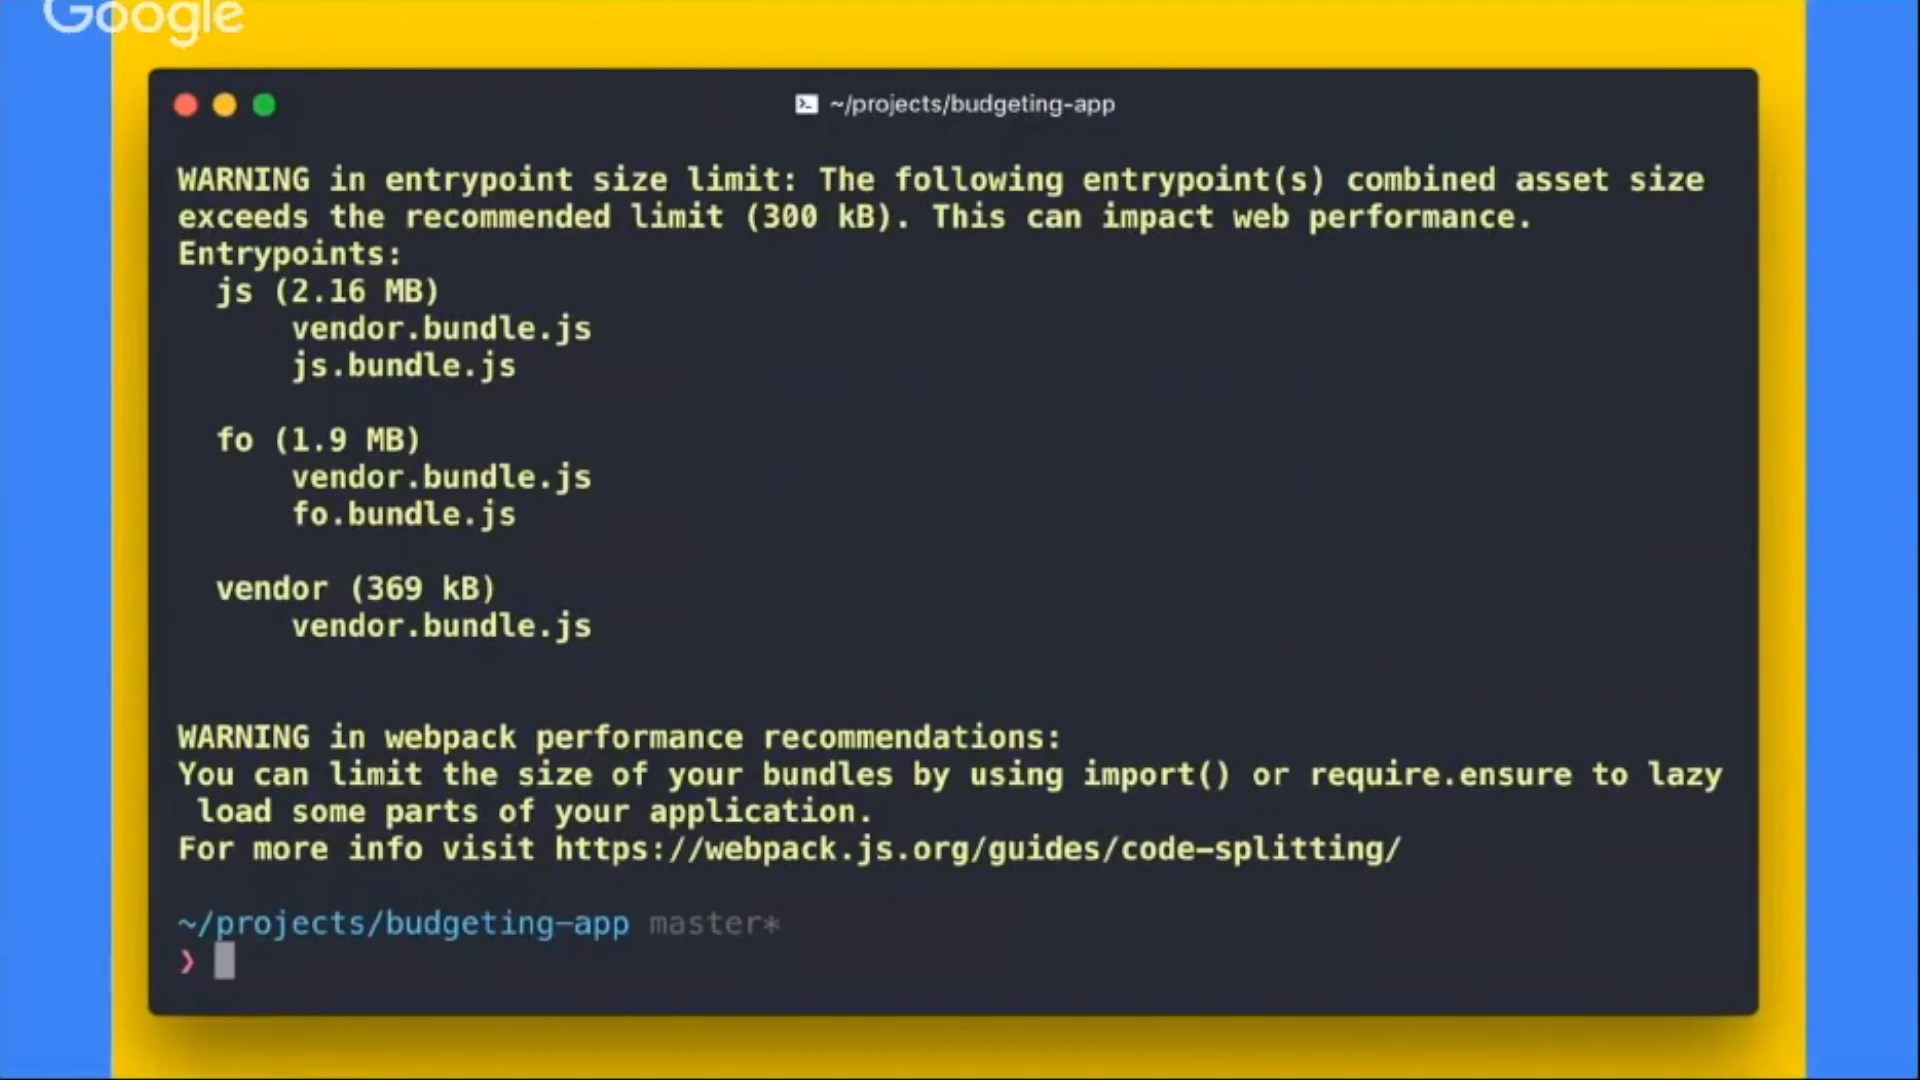 Google
~/projects/budgeting-app
WARNING in entrypoint size limit: The following entrypoint(s) combined asset size
exceeds the recommended limit (300 kB). This can impact web performance.
Entrypoints:
js (2.16 MB)
vendor.bundle.js
js.bundle.js
fo (1.9 MB)
vendor.bundle.js
fo.bundle.js
vendor (369 kB)
vendor.bundle.js
WARNING in webpack performance recommendations:
You can limit the size of your bundles by using import() or require.ensure to lazy
load some parts of your application.
For more info visit https://webpack.js.org/guides/code-splitting/
~/projects/budgeting-app master*
❯